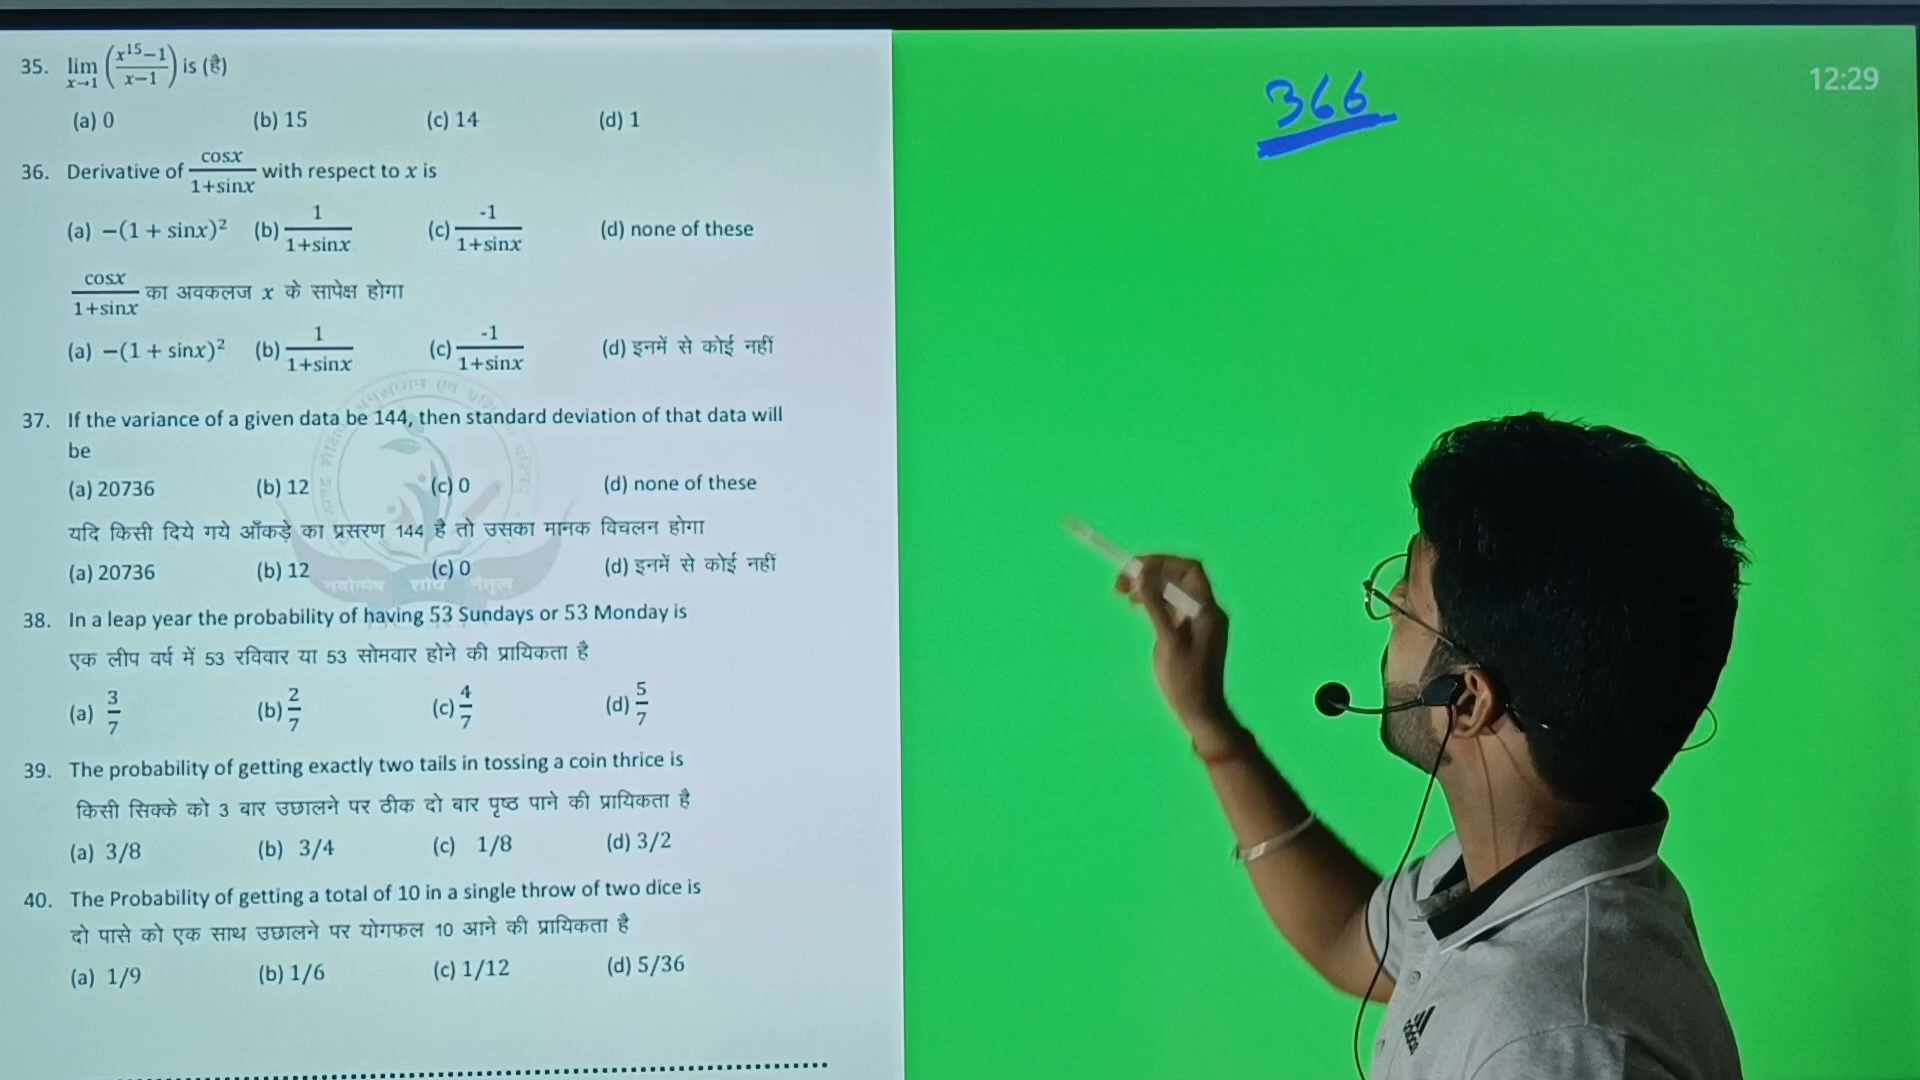 35. lim x→1 (x¹⁵−1 / x−1) is (है)
(a) 0 (b) 15 (c) 14 (d) 1
36. Derivative of cosx / 1+sinx with respect to x is
(a) −(1 + sinx)² (b) 1 / 1+sinx (c) -1 / 1+sinx (d) none of these
cosx / 1+sinx का अवकलज x के सापेक्ष होगा
(a) −(1 + sinx)² (b) 1 / 1+sinx (c) -1 / 1+sinx (d) इनमें से कोई नहीं
37. If the variance of a given data be 144, then standard deviation of that data will
be
(a) 20736 (b) 12 (c) 0 (d) none of these
यदि किसी दिये गये आँकड़े का प्रसरण 144 है तो उसका मानक विचलन होगा
(a) 20736 (b) 12 (c) 0 (d) इनमें से कोई नहीं
38. In a leap year the probability of having 53 Sundays or 53 Monday is
एक लीप वर्ष में 53 रविवार या 53 सोमवार होने की प्रायिकता है
(a) 3/7 (b) 2/7 (c) 4/7 (d) 5/7
39. The probability of getting exactly two tails in tossing a coin thrice is
किसी सिक्के को 3 बार उछालने पर ठीक दो बार पृष्ठ पाने की प्रायिकता है
(a) 3/8 (b) 3/4 (c) 1/8 (d) 3/2
40. The Probability of getting a total of 10 in a single throw of two dice is
दो पासे को एक साथ उछालने पर योगफल 10 आने की प्रायिकता है
(a) 1/9 (b) 1/6 (c) 1/12 (d) 5/36
366
12:29
adidas